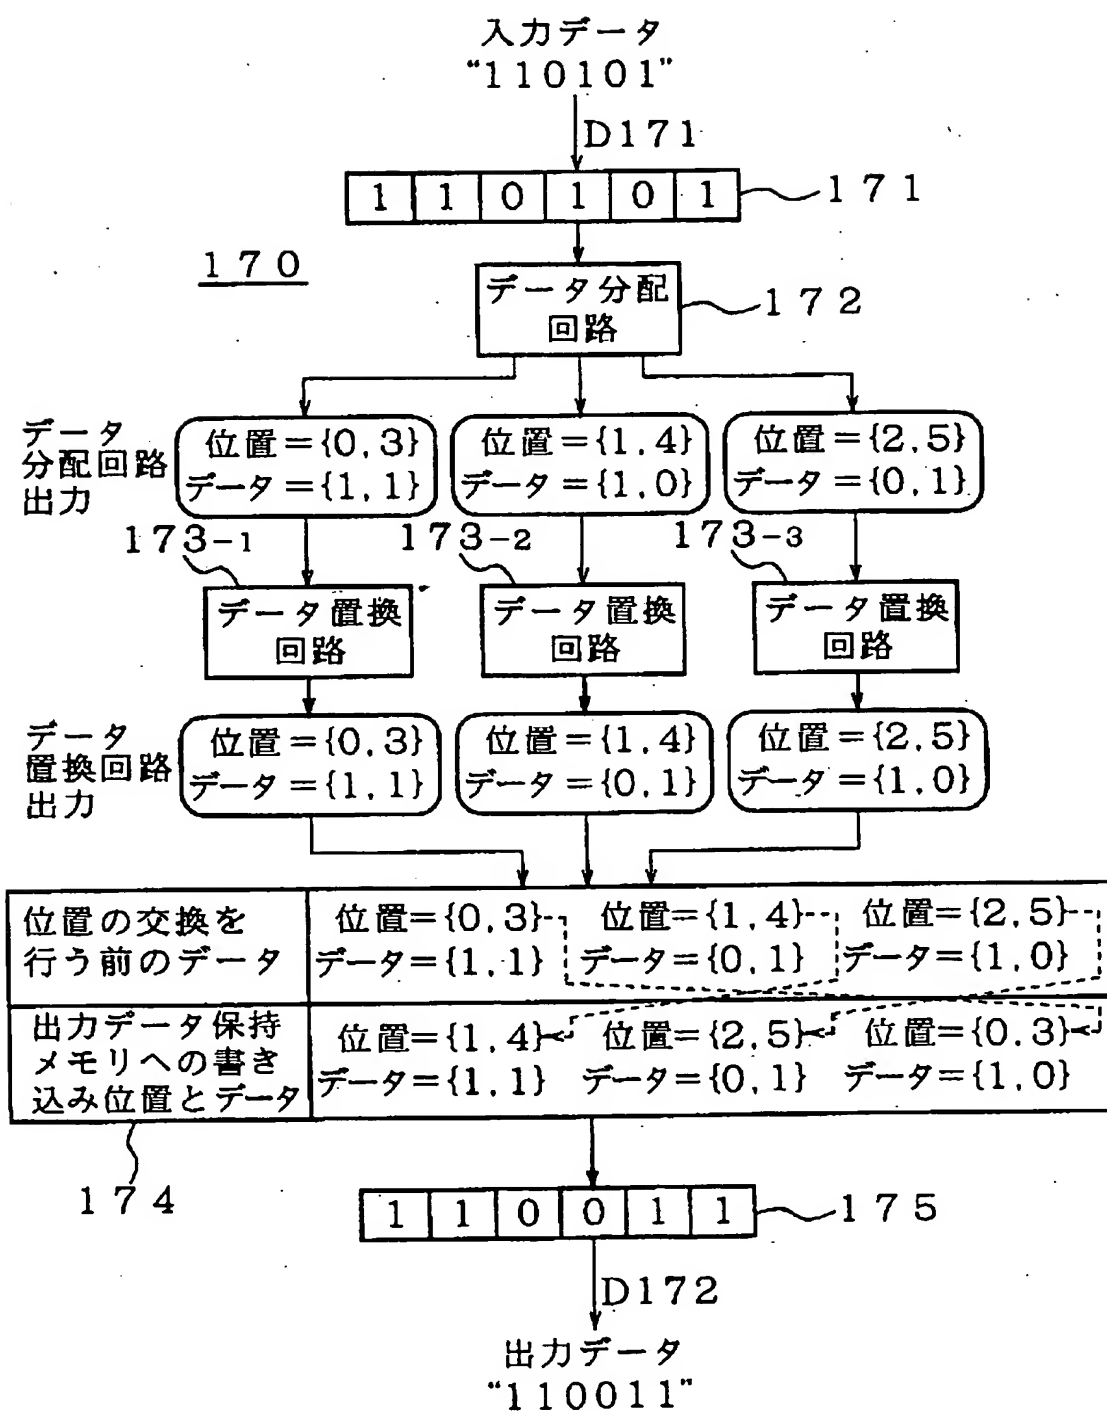 入力データ
“110101”
D171
1 1 0 1 0 1
171
170
データ分配
回路
172
データ
分配回路
出力
位置={0,3}
データ={1,1}
位置={1,4}
データ={1,0}
位置={2,5}
データ={0,1}
173-1
173-2
173-3
データ置換
回路
データ置換
回路
データ置換
回路
データ
置換回路
出力
位置={0,3}
データ={1,1}
位置={1,4}
データ={0,1}
位置={2,5}
データ={1,0}
位置の交換を
行う前のデータ
位置={0,3}
データ={1,1}
位置={1,4}
データ={0,1}
位置={2,5}
データ={1,0}
出力データ保持
メモリへの書き
込み位置とデータ
位置={1,4}
データ={1,1}
位置={2,5}
データ={0,1}
位置={0,3}
データ={1,0}
174
1 1 0 0 1 1
175
D172
出力データ
“110011”